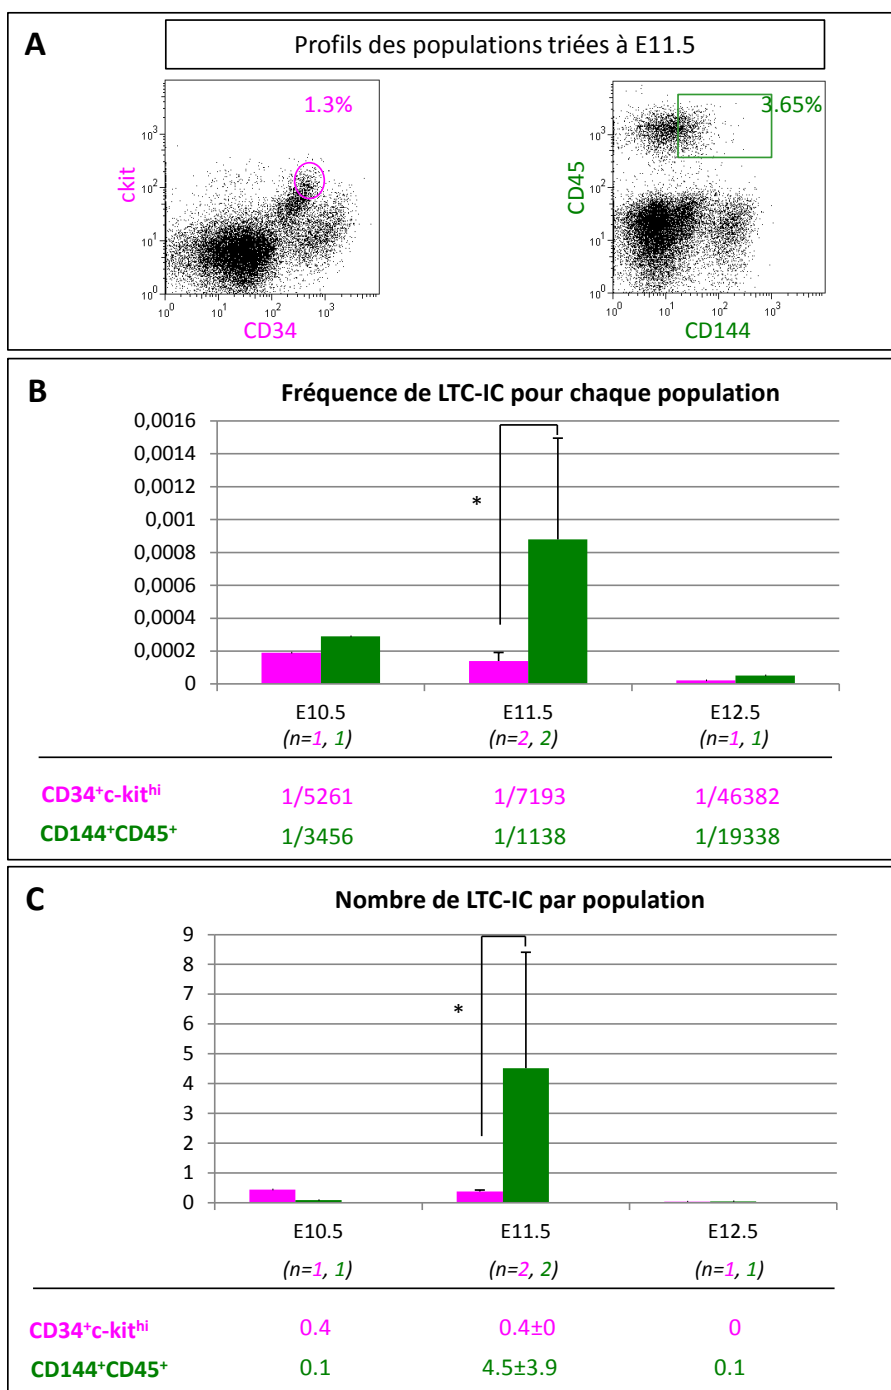 A
Profils des populations triées à E11.5
1.3%
ckit
10³
10²
10¹
10⁰
10⁰ 10¹ 10² 10³
CD34
3.65%
CD45
10³
10²
10¹
10⁰
10⁰ 10¹ 10² 10³
CD144
B
Fréquence de LTC-IC pour chaque population
0,0016
0,0014
0,0012
0,001
0,0008
0,0006
0,0004
0,0002
0
*
E10.5 E11.5 E12.5
(n=1, 1) (n=2, 2) (n=1, 1)
CD34⁺c-kitʰⁱ 1/5261 1/7193 1/46382
CD144⁺CD45⁺ 1/3456 1/1138 1/19338
C
Nombre de LTC-IC par population
9
8
7
6
5
4
3
2
1
0
*
E10.5 E11.5 E12.5
(n=1, 1) (n=2, 2) (n=1, 1)
CD34⁺c-kitʰⁱ 0.4 0.4±0 0
CD144⁺CD45⁺ 0.1 4.5±3.9 0.1